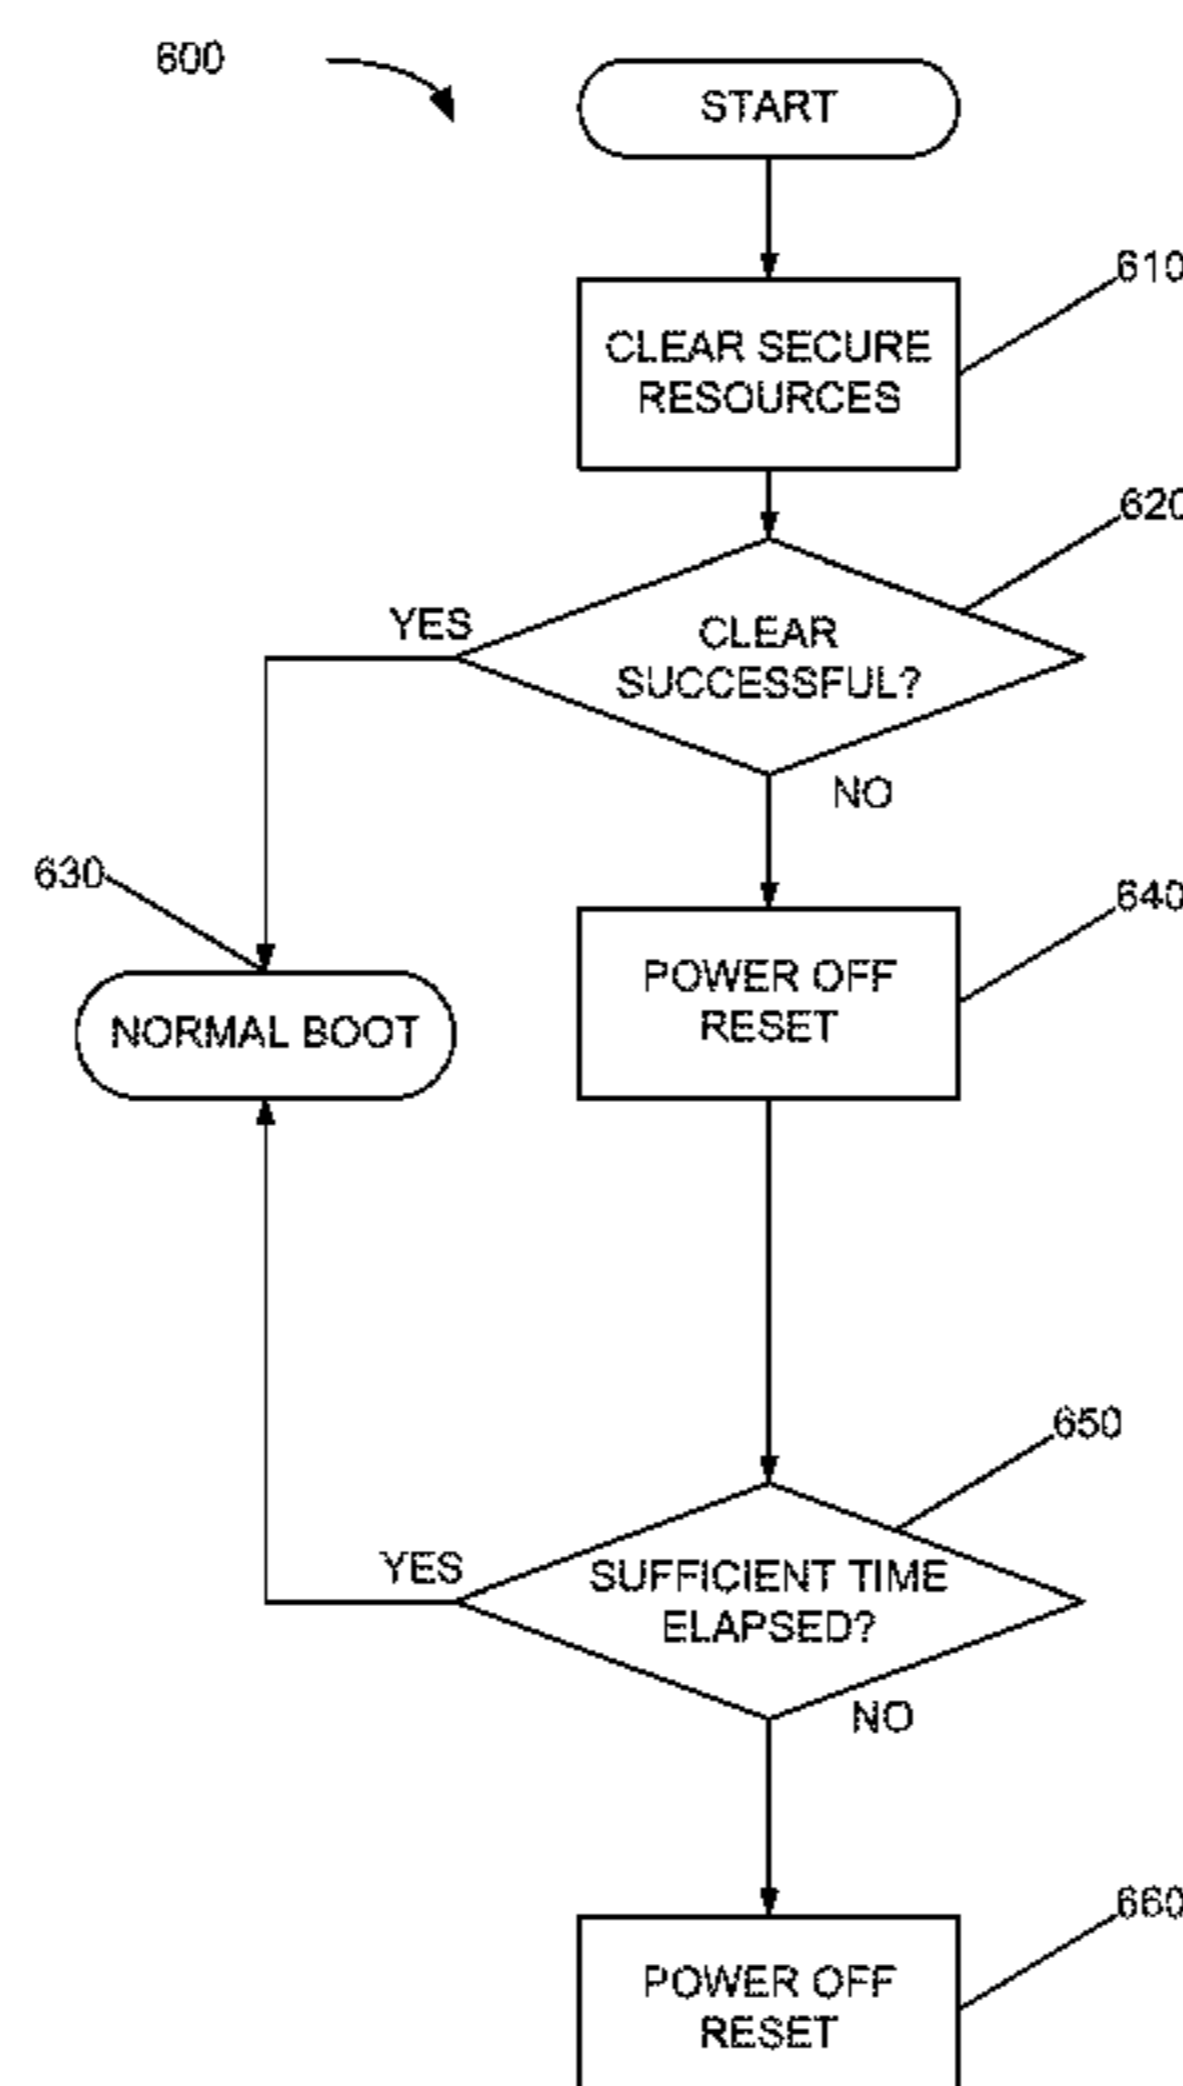 600
START
610
CLEAR SECURE
RESOURCES
620
YES
CLEAR
SUCCESSFUL?
NO
630
640
POWER OFF
RESET
NORMAL BOOT
650
YES
SUFFICIENT TIME
ELAPSED?
NO
660
POWER OFF
RESET